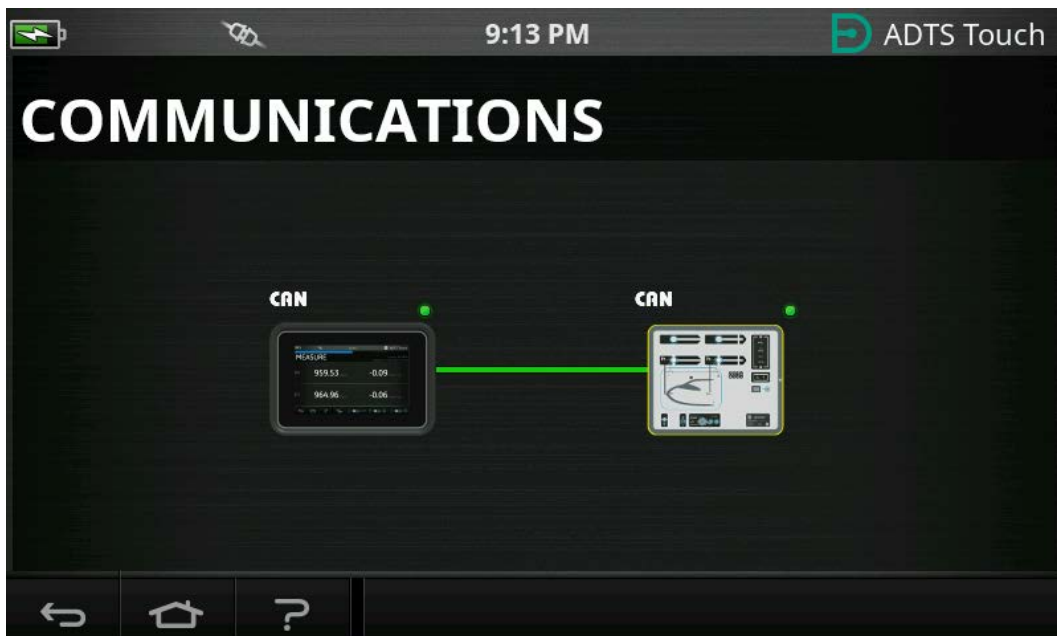 9:13 PM
ADTS Touch
COMMUNICATIONS
CAN
CAN
MEASURE
959.53
-0.09
964.96
-0.06